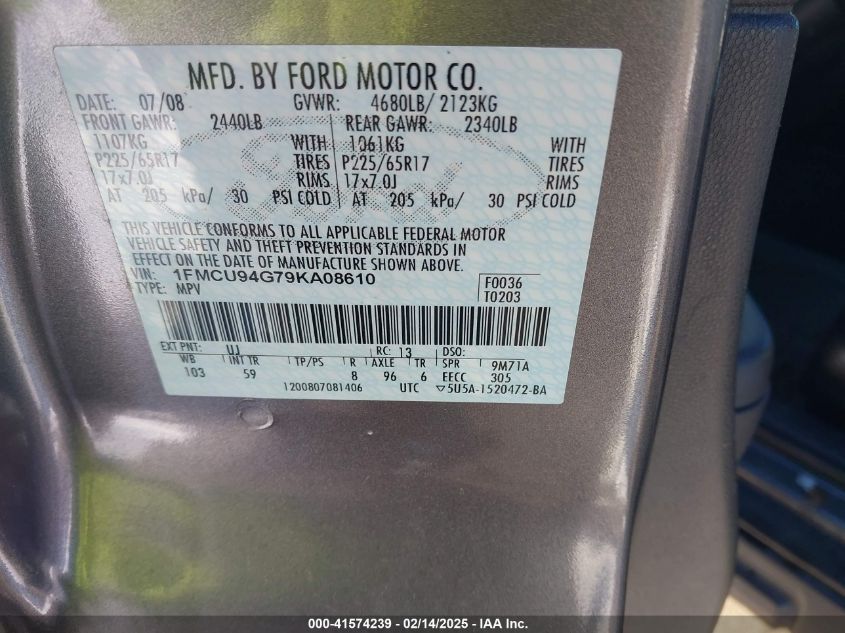 MFD. BY FORD MOTOR CO.
DATE: 07/08 GVWR: 4680LB/ 2123KG
FRONT GAWR: 2440LB REAR GAWR: 2340LB
1107KG WITH 1061KG WITH
P225/65R17 TIRES P225/65R17 TIRES
17x7.0J RIMS 17x7.0J RIMS
AT 205 kPa/ 30 PSI COLD AT 205 kPa/ 30 PSI COLD
Ford
THIS VEHICLE CONFORMS TO ALL APPLICABLE FEDERAL MOTOR
VEHICLE SAFETY AND THEFT PREVENTION STANDARDS IN
EFFECT ON THE DATE OF MANUFACTURE SHOWN ABOVE.
VIN: 1FMCU94G79KA08610 F0036
TYPE: MPV T0203
EXT PNT: UJ RC: 13 DSO:
WB INT TR TP/PS R AXLE TR SPR 9M71A
103 59 8 96 6 EECC 305
1200807081406 UTC ▽5U5A-1520472-BA
000-41574239 - 02/14/2025 - IAA Inc.